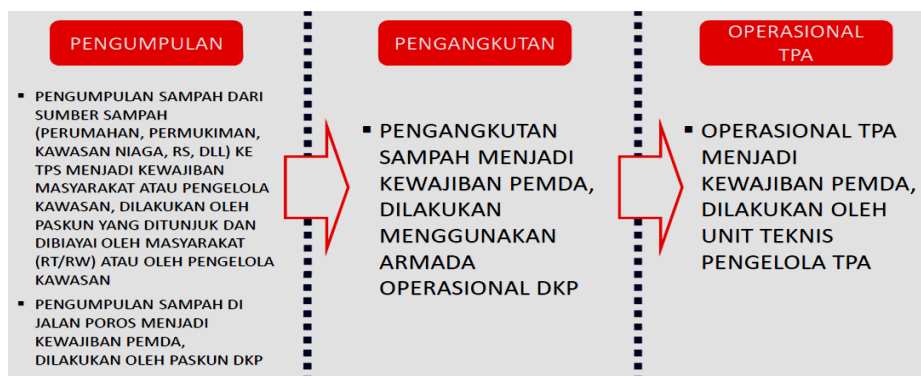 PENGUMPULAN
▪ PENGUMPULAN SAMPAH DARI
SUMBER SAMPAH
(PERUMAHAN, PERMUKIMAN,
KAWASAN NIAGA, RS, DLL) KE
TPS MENJADI KEWAJIBAN
MASYARAKAT ATAU PENGELOLA
KAWASAN, DILAKUKAN OLEH
PASKUN YANG DITUNJUK DAN
DIBIAYAI OLEH MASYARAKAT
(RT/RW) ATAU OLEH PENGELOLA
KAWASAN
▪ PENGUMPULAN SAMPAH DI
JALAN POROS MENJADI
KEWAJIBAN PEMDA,
DILAKUKAN OLEH PASKUN DKP
PENGANGKUTAN
▪ PENGANGKUTAN
SAMPAH MENJADI
KEWAJIBAN PEMDA,
DILAKUKAN
MENGGUNAKAN
ARMADA
OPERASIONAL DKP
OPERASIONAL
TPA
▪ OPERASIONAL TPA
MENJADI
KEWAJIBAN PEMDA,
DILAKUKAN OLEH
UNIT TEKNIS
PENGELOLA TPA